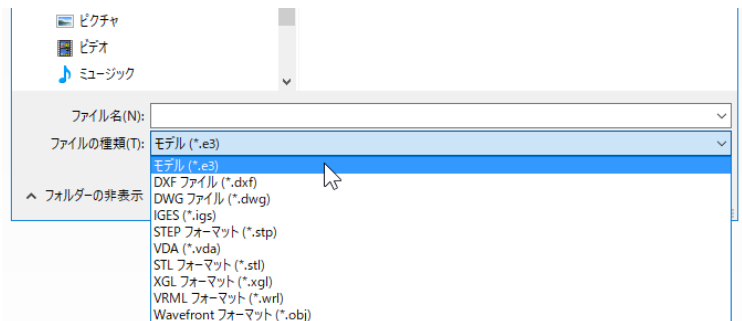 ピクチャ
ビデオ
ミュージック
ファイル名(N):
ファイルの種類(T): モデル (*.e3)
モデル (*.e3)
DXF ファイル (*.dxf)
フォルダーの非表示 DWG ファイル (*.dwg)
IGES (*.igs)
STEP フォーマット (*.stp)
VDA (*.vda)
STL フォーマット (*.stl)
XGL フォーマット (*.xgl)
VRML フォーマット (*.wrl)
Wavefront フォーマット (*.obj)